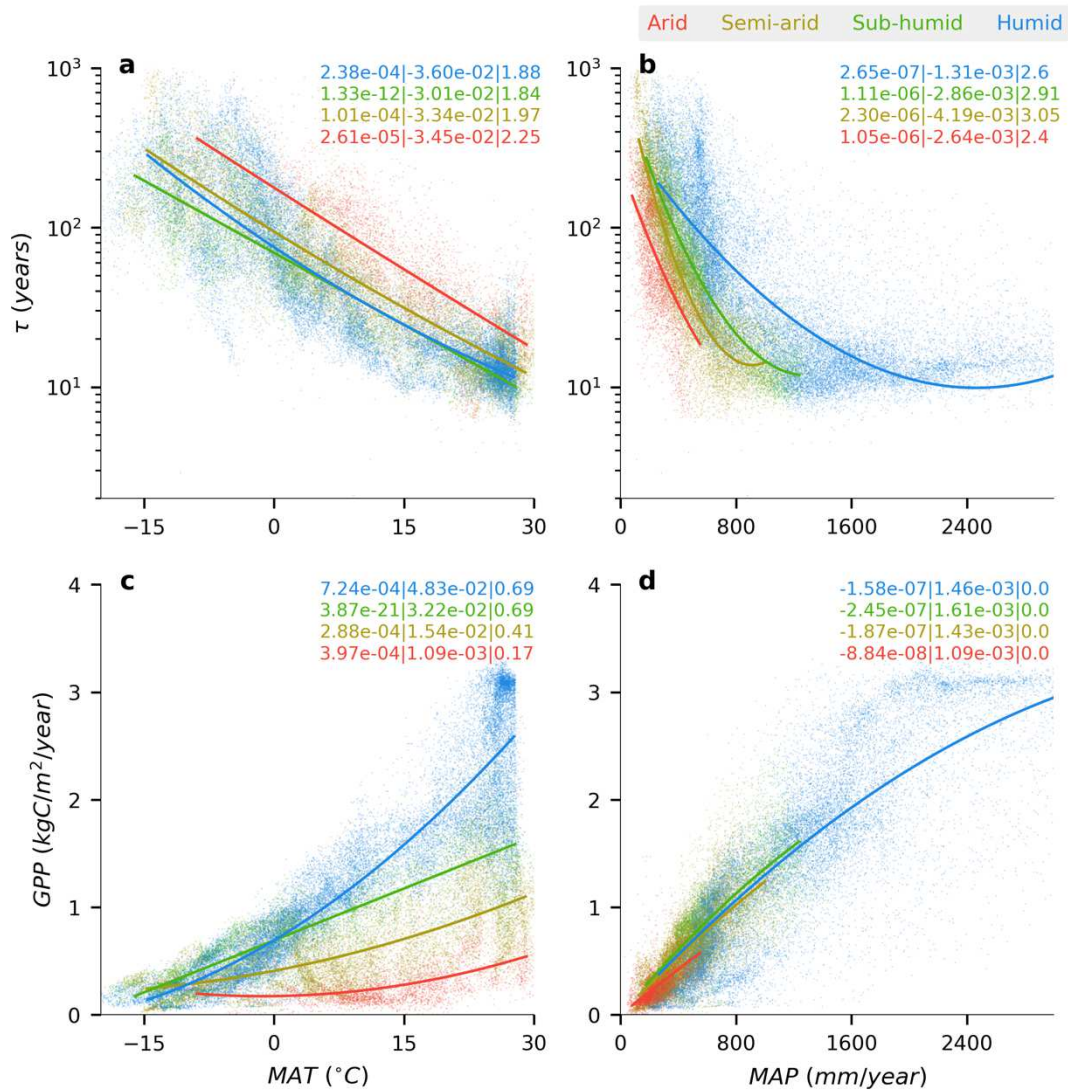 Arid Semi-arid Sub-humid Humid
a
2.38e-04|-3.60e-02|1.88
1.33e-12|-3.01e-02|1.84
1.01e-04|-3.34e-02|1.97
2.61e-05|-3.45e-02|2.25
10³
10²
10¹
τ (years)
−15 0 15 30
b
2.65e-07|-1.31e-03|2.6
1.11e-06|-2.86e-03|2.91
2.30e-06|-4.19e-03|3.05
1.05e-06|-2.64e-03|2.4
10³
10²
10¹
0 800 1600 2400
c
7.24e-04|4.83e-02|0.69
3.87e-21|3.22e-02|0.69
2.88e-04|1.54e-02|0.41
3.97e-04|1.09e-03|0.17
4
3
2
1
0
GPP (kgC/m²/year)
−15 0 15 30
MAT (°C)
d
-1.58e-07|1.46e-03|0.0
-2.45e-07|1.61e-03|0.0
-1.87e-07|1.43e-03|0.0
-8.84e-08|1.09e-03|0.0
4
3
2
1
0
0 800 1600 2400
MAP (mm/year)